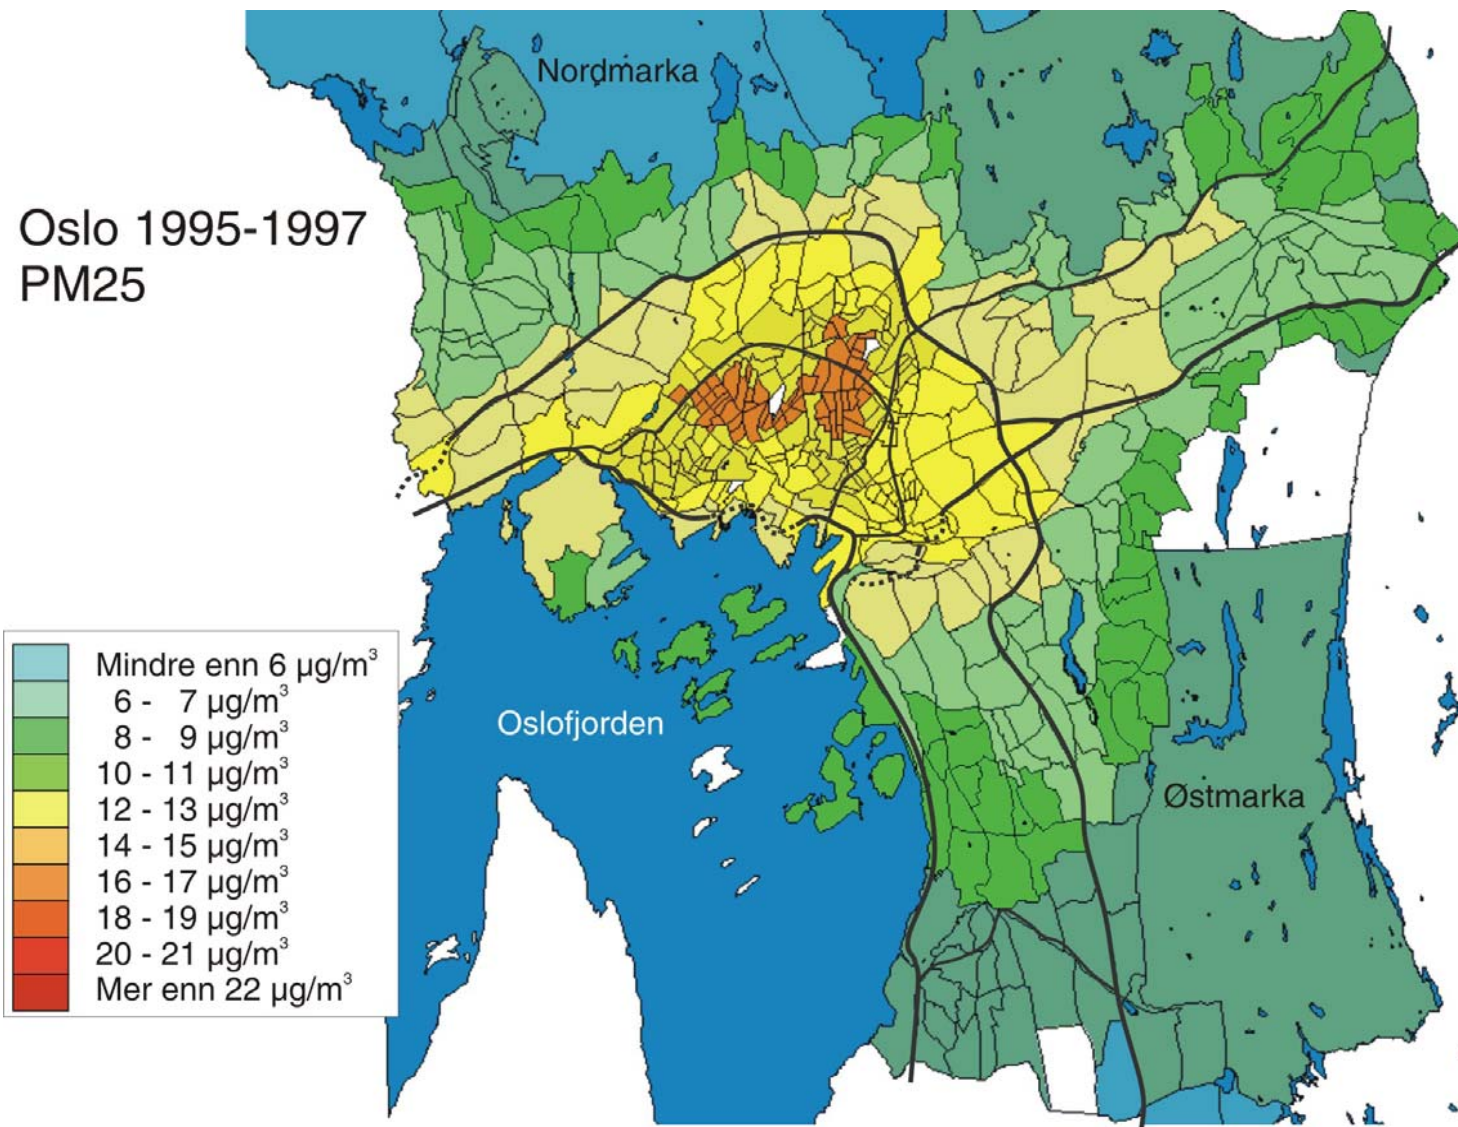 Nordmarka
Oslo 1995-1997
PM25
Mindre enn 6 µg/m³
6 - 7 µg/m³
8 - 9 µg/m³
10 - 11 µg/m³
12 - 13 µg/m³
14 - 15 µg/m³
16 - 17 µg/m³
18 - 19 µg/m³
20 - 21 µg/m³
Mer enn 22 µg/m³
Oslofjorden
Østmarka